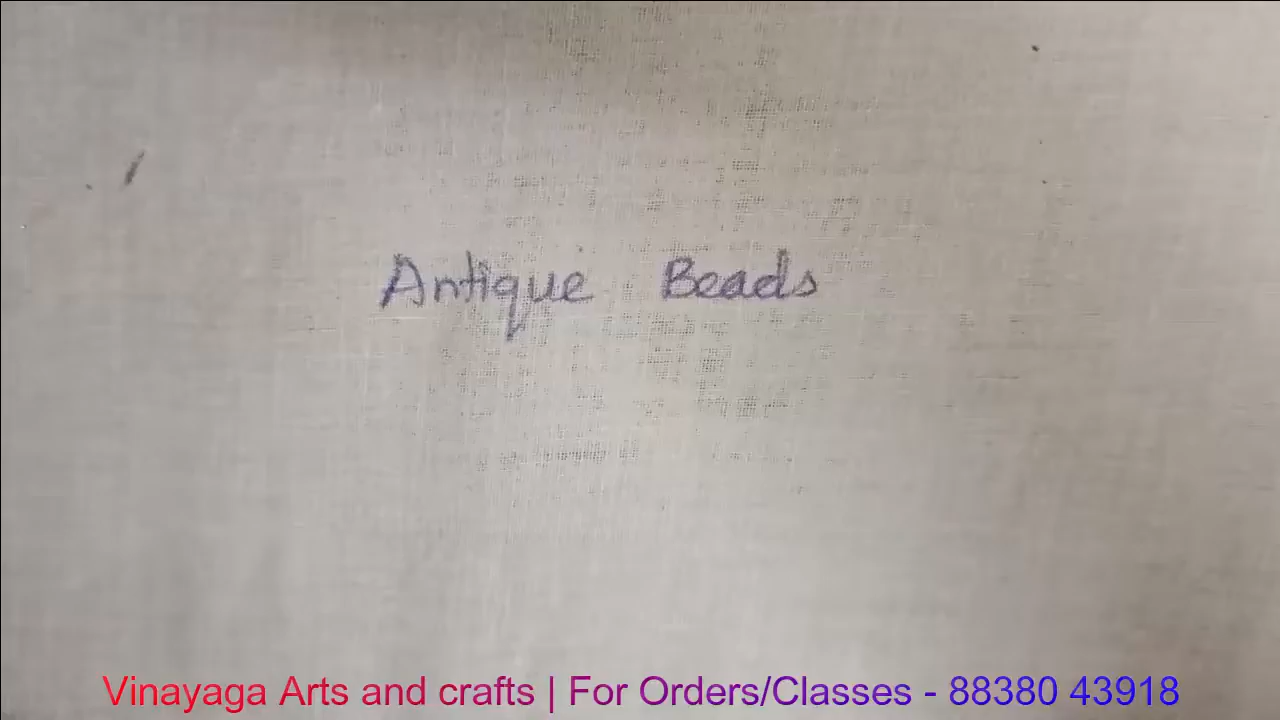 Antique Beads
Vinayaga Arts and crafts | For Orders/Classes - 88380 43918